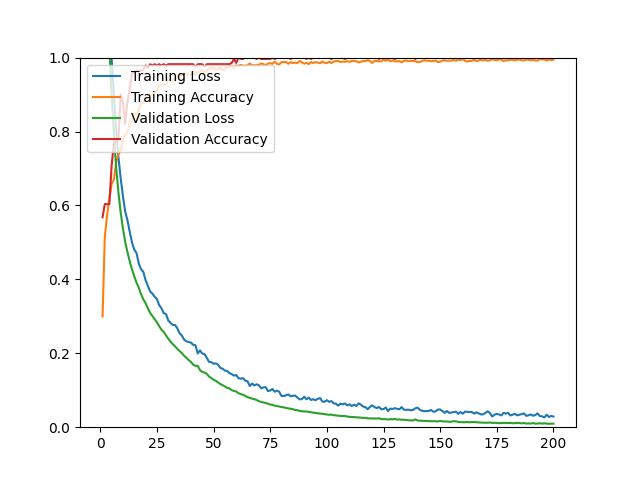 1.0
0.8
0.6
0.4
0.2
0.0
Training Loss
Training Accuracy
Validation Loss
Validation Accuracy
0 25 50 75 100 125 150 175 200